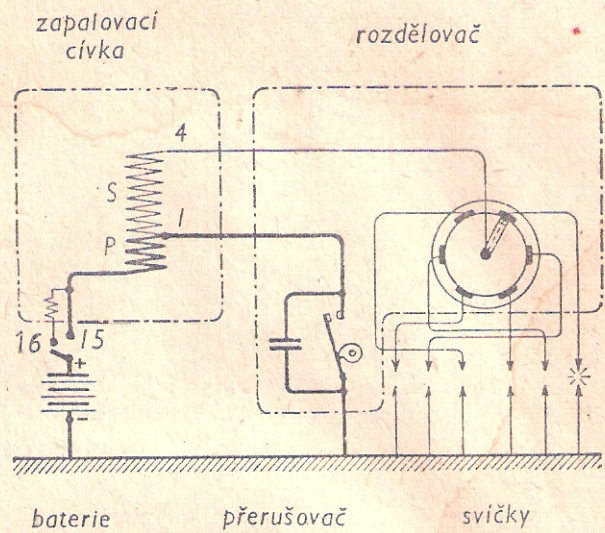 zapalovací
cívka
rozdělovač
4
S
1
P
16
15
+
-
baterie
přerušovač
svíčky